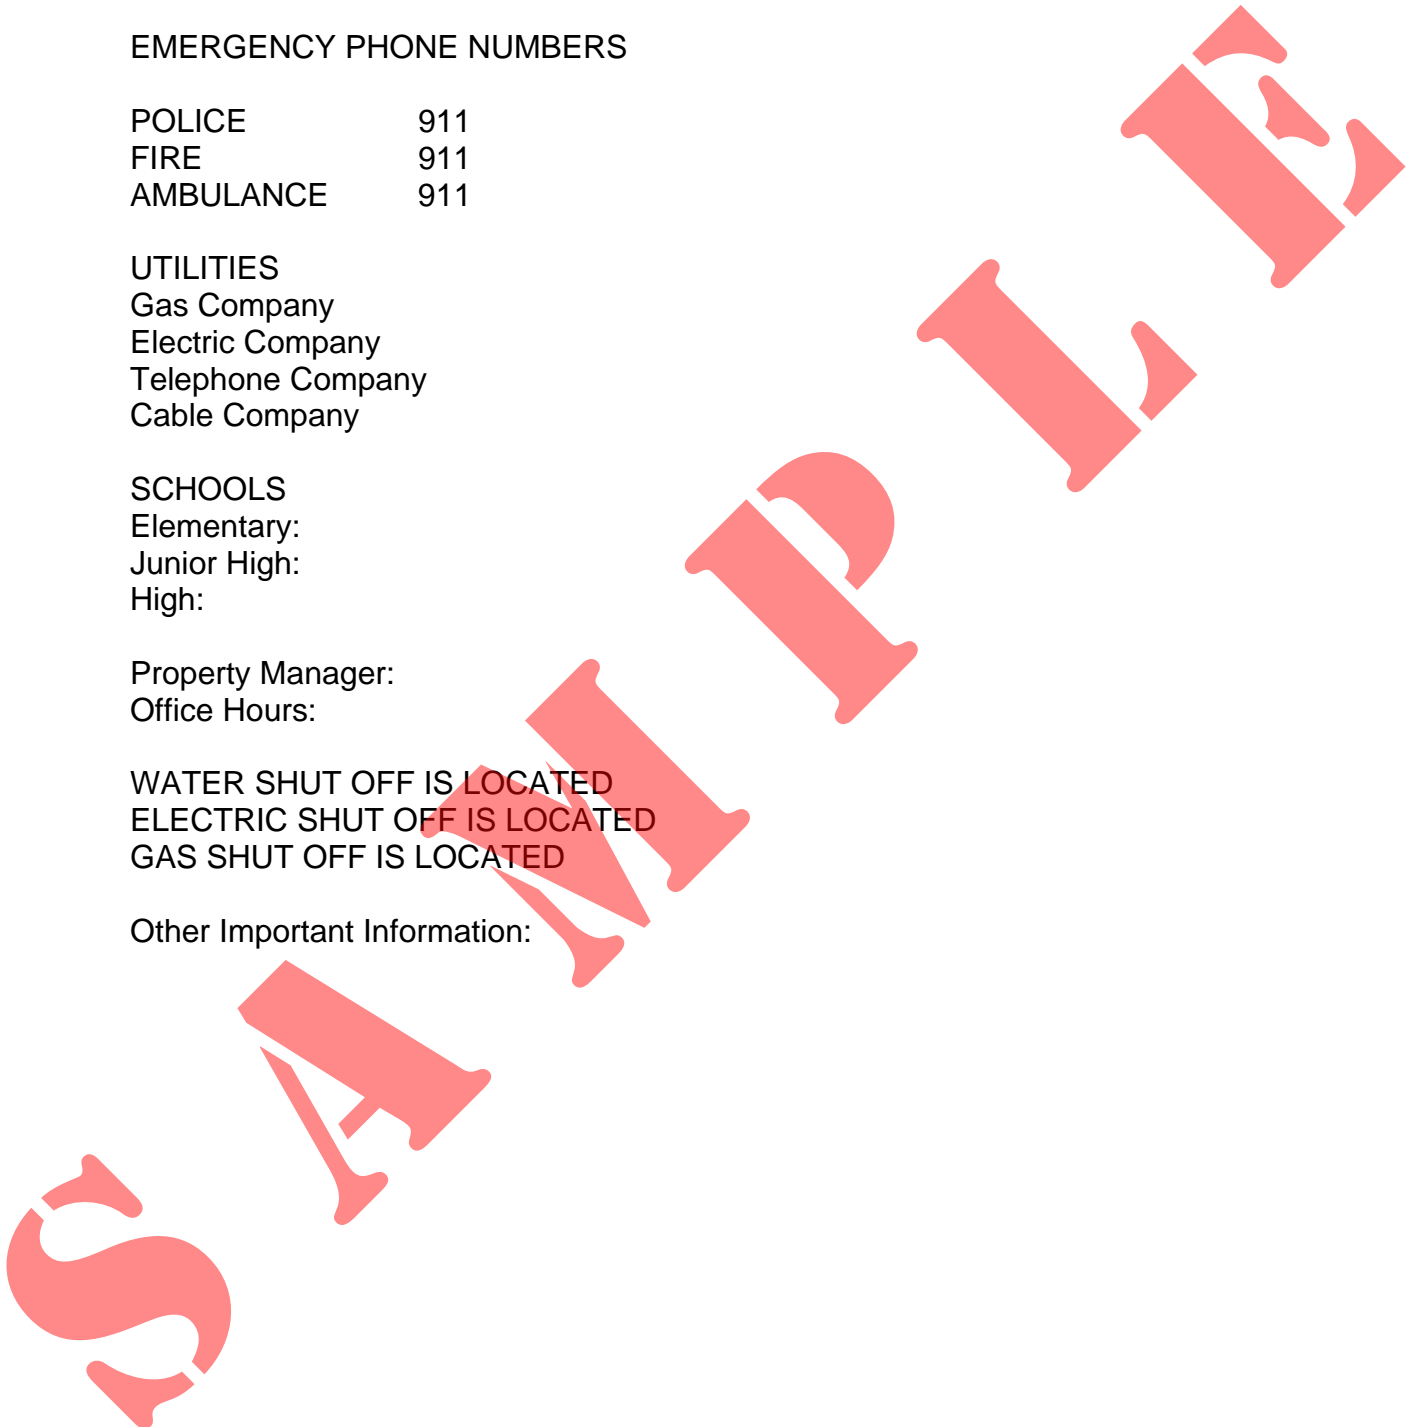 EMERGENCY PHONE NUMBERS
POLICE 911
FIRE 911
AMBULANCE 911
UTILITIES
Gas Company
Electric Company
Telephone Company
Cable Company
SCHOOLS
Elementary:
Junior High:
High:
Property Manager:
Office Hours:
WATER SHUT OFF IS LOCATED
ELECTRIC SHUT OFF IS LOCATED
GAS SHUT OFF IS LOCATED
Other Important Information:
SAMPLE